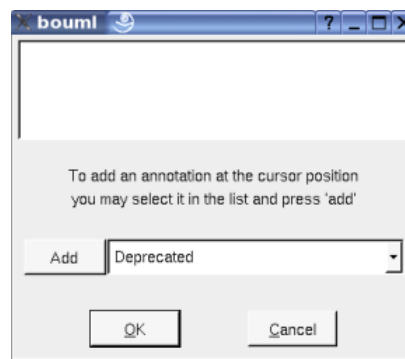 bouml
To add an annotation at the cursor position
you may select it in the list and press 'add'
Add Deprecated
OK Cancel